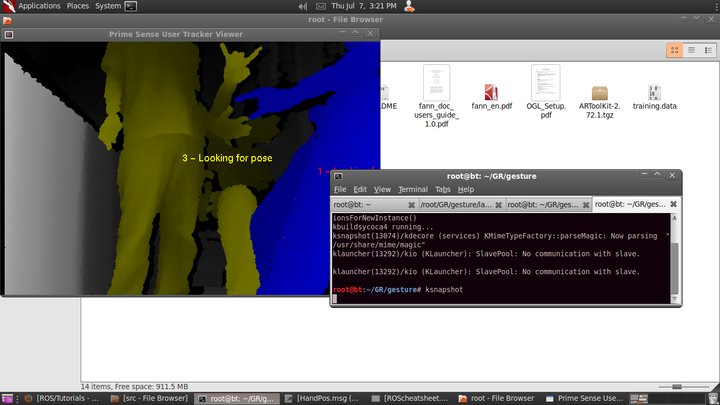 Applications Places System
Thu Jul 7, 3:21 PM
root - File Browser
Prime Sense User Tracker Viewer
3 - Looking for pose
fann_doc_
users_guide_
1.0.pdf
fann_en.pdf
OGL_Setup.
pdf
ARToolKit-2.
72.1.tgz
training.data
root@bt: ~/GR/gesture
File Edit View Terminal Tabs Help
root@bt: ~
/root/GR/gesture/la...
root@bt: ~/GR/ges...
root@bt: ~/GR/ges...
ionsForNewInstance()
kbuildsycoca4 running...
ksnapshot(13074)/kdecore (services) KMimeTypeFactory::parseMagic: Now parsing "
/usr/share/mime/magic"
klauncher(13292)/kio (KLauncher): SlavePool: No communication with slave.
klauncher(13292)/kio (KLauncher): SlavePool: No communication with slave.
root@bt:~/GR/gesture# ksnapshot
14 items, Free space: 911.5 MB
[ROS/Tutorials - ...
[src - File Browser]
root@bt: ~/GR/g...
[HandPos.msg (...
[ROScheatsheet....
root - File Browser
Prime Sense Use...